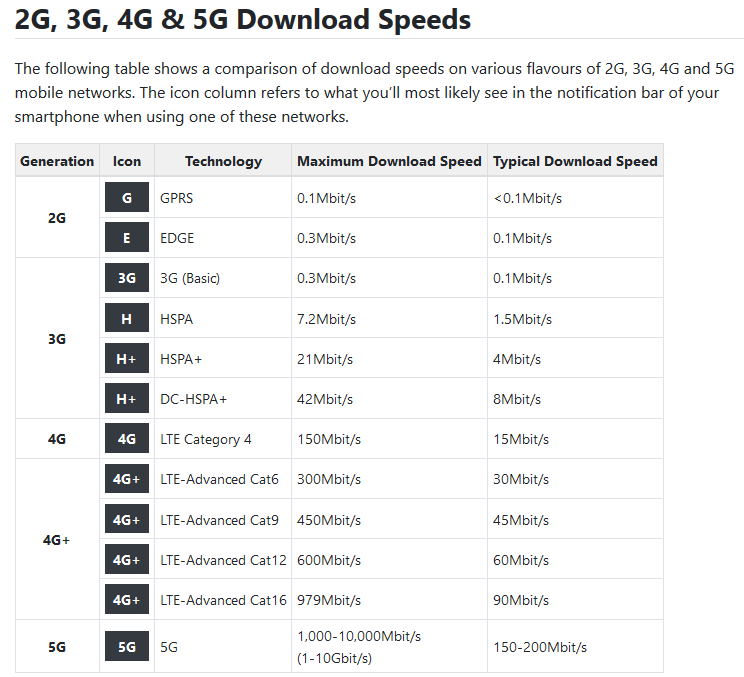 2G, 3G, 4G & 5G Download Speeds
The following table shows a comparison of download speeds on various flavours of 2G, 3G, 4G and 5G
mobile networks. The icon column refers to what you'll most likely see in the notification bar of your
smartphone when using one of these networks.
Generation Icon Technology Maximum Download Speed Typical Download Speed
2G G GPRS 0.1Mbit/s <0.1Mbit/s
E EDGE 0.3Mbit/s 0.1Mbit/s
3G 3G 3G (Basic) 0.3Mbit/s 0.1Mbit/s
H HSPA 7.2Mbit/s 1.5Mbit/s
H+ HSPA+ 21Mbit/s 4Mbit/s
H+ DC-HSPA+ 42Mbit/s 8Mbit/s
4G 4G LTE Category 4 150Mbit/s 15Mbit/s
4G+ 4G+ LTE-Advanced Cat6 300Mbit/s 30Mbit/s
4G+ LTE-Advanced Cat9 450Mbit/s 45Mbit/s
4G+ LTE-Advanced Cat12 600Mbit/s 60Mbit/s
4G+ LTE-Advanced Cat16 979Mbit/s 90Mbit/s
5G 5G 5G 1,000-10,000Mbit/s 150-200Mbit/s
(1-10Gbit/s)